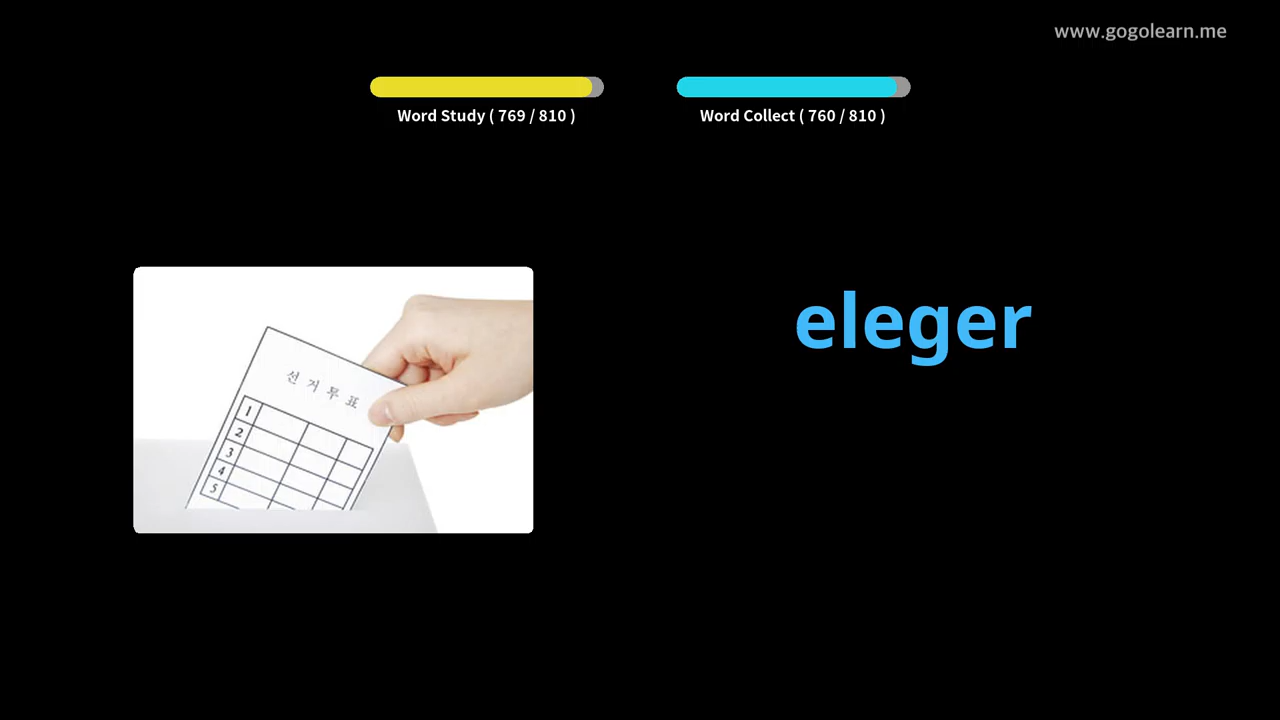 www.gogolearn.me
Word Study ( 769 / 810 )
Word Collect ( 760 / 810 )
eleger
선거투표
1
2
3
4
5